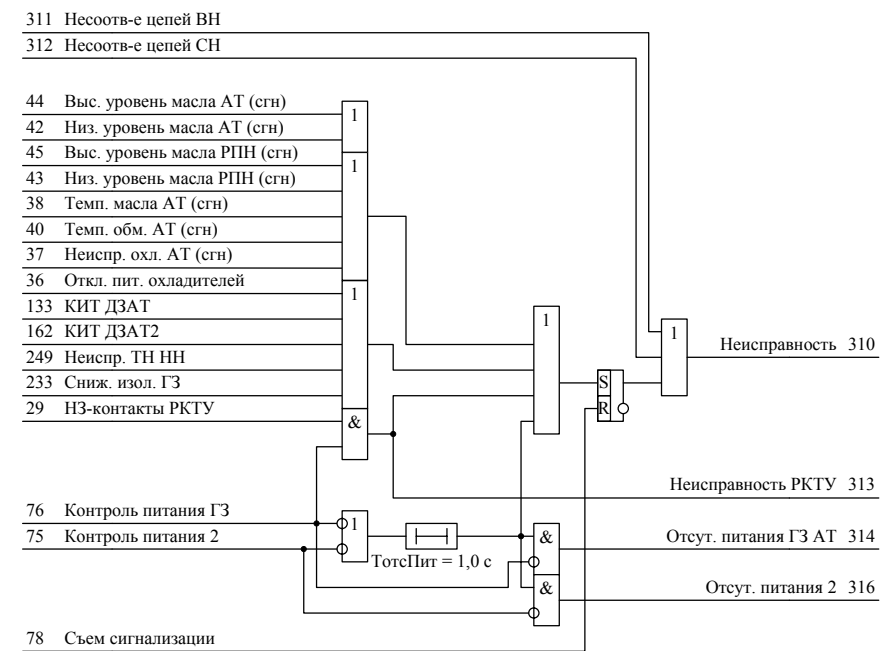 311 Несоотв-е цепей ВН
312 Несоотв-е цепей СН
44 Выс. уровень масла АТ (сгн)
1
42 Низ. уровень масла АТ (сгн)
45 Выс. уровень масла РПН (сгн)
1
43 Низ. уровень масла РПН (сгн)
38 Темп. масла АТ (сгн)
40 Темп. обм. АТ (сгн)
37 Неиспр. охл. АТ (сгн)
36 Откл. пит. охладителей
1
133 КИТ ДЗАТ
1
162 КИТ ДЗАТ2
1
Неисправность 310
249 Неиспр. ТН НН
233 Сниж. изол. ГЗ
S
29 НЗ-контакты РКТУ
R
&
Неисправность РКТУ 313
76 Контроль питания ГЗ
1
75 Контроль питания 2
&
Отсут. питания ГЗ АТ 314
ТотсПит = 1,0 с
&
Отсут. питания 2 316
78 Съем сигнализации